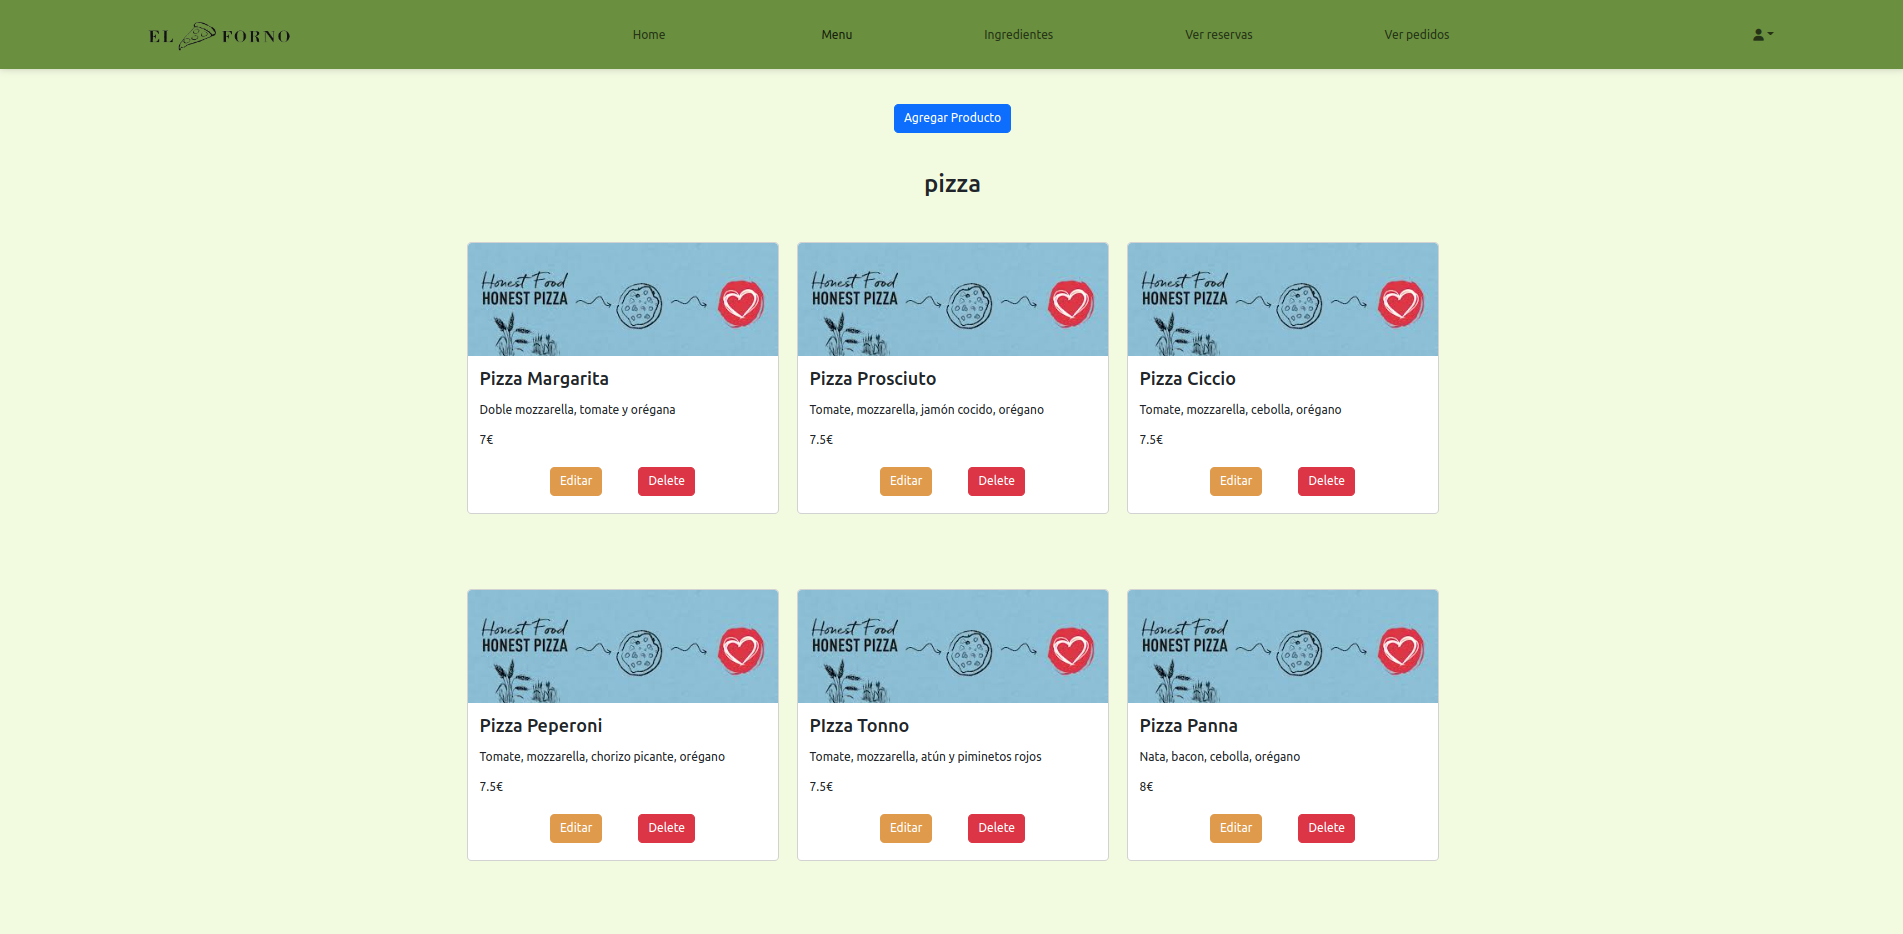 EL FORNO
Home Menu Ingredientes Ver reservas Ver pedidos
Agregar Producto
pizza
Honest Food
HONEST PIZZA
Honest Food
HONEST PIZZA
Honest Food
HONEST PIZZA
Pizza Margarita
Doble mozzarella, tomate y orégana
7€
Editar Delete
Pizza Prosciuto
Tomate, mozzarella, jamón cocido, orégano
7.5€
Editar Delete
Pizza Ciccio
Tomate, mozzarella, cebolla, orégano
7.5€
Editar Delete
Honest Food
HONEST PIZZA
Honest Food
HONEST PIZZA
Honest Food
HONEST PIZZA
Pizza Peperoni
Tomate, mozzarella, chorizo picante, orégano
7.5€
Editar Delete
PIzza Tonno
Tomate, mozzarella, atún y piminetos rojos
7.5€
Editar Delete
Pizza Panna
Nata, bacon, cebolla, orégano
8€
Editar Delete